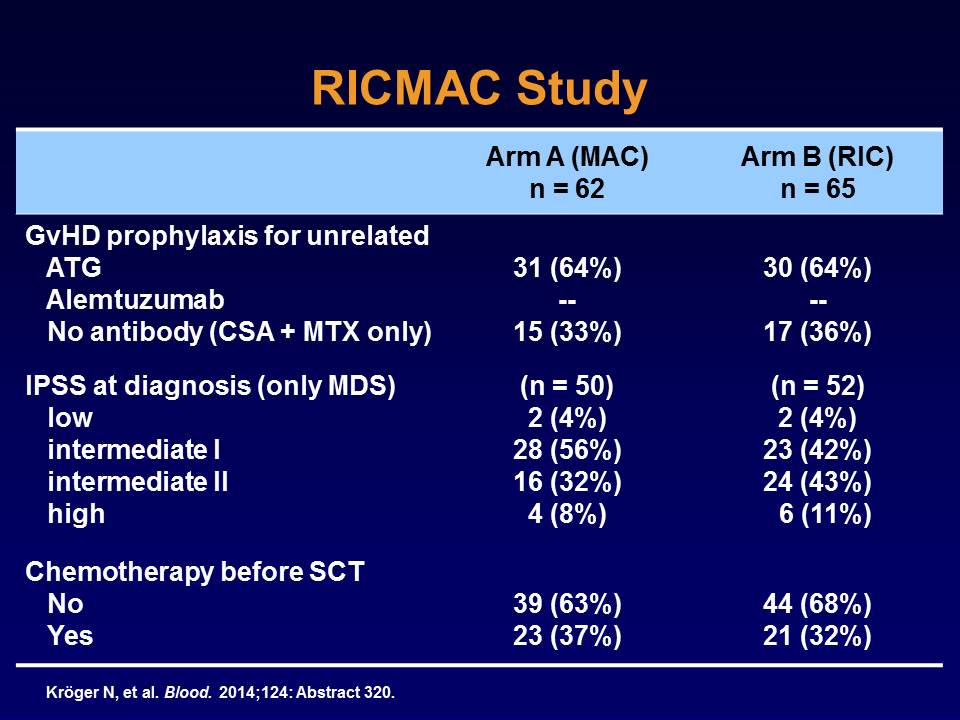 RICMAC Study
Arm A (MAC) Arm B (RIC)
n = 62 n = 65
GvHD prophylaxis for unrelated
ATG 31 (64%) 30 (64%)
Alemtuzumab -- --
No antibody (CSA + MTX only) 15 (33%) 17 (36%)
IPSS at diagnosis (only MDS) (n = 50) (n = 52)
low 2 (4%) 2 (4%)
intermediate I 28 (56%) 23 (42%)
intermediate II 16 (32%) 24 (43%)
high 4 (8%) 6 (11%)
Chemotherapy before SCT
No 39 (63%) 44 (68%)
Yes 23 (37%) 21 (32%)
Kröger N, et al. Blood. 2014;124: Abstract 320.